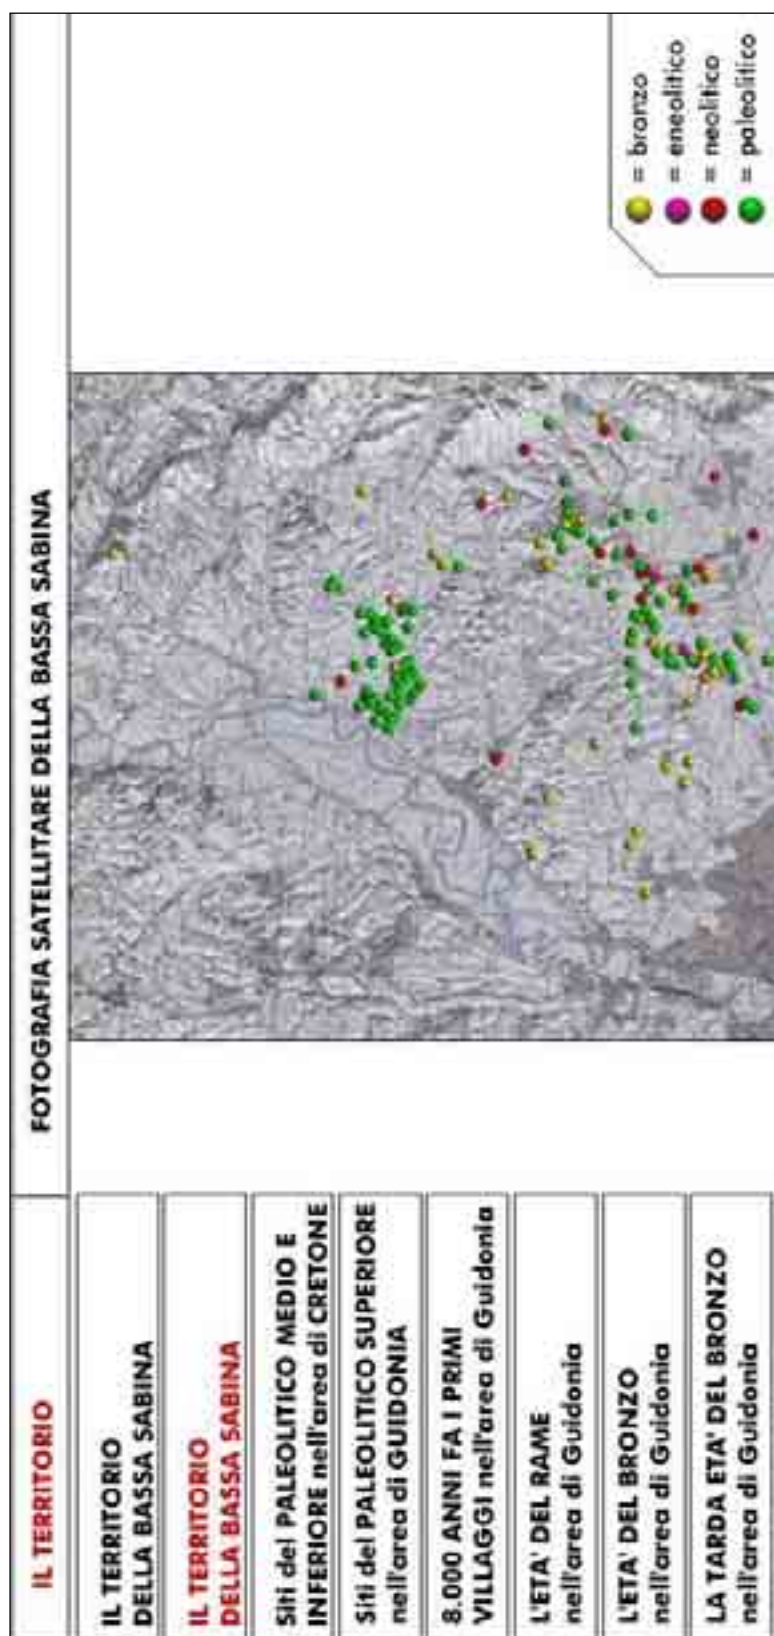 IL TERRITORIO
FOTOGRAFIA SATELLITARE DELLA BASSA SABINA
IL TERRITORIO
DELLA BASSA SABINA
IL TERRITORIO
DELLA BASSA SABINA
Siti del PALEOLITICO MEDIO E
INFERIORE nell'area di CRETONE
Siti del PALEOLITICO SUPERIORE
nell'area di GUIDONIA
8.000 ANNI FA I PRIMI
VILLAGGI nell'area di Guidonia
L'ETA' DEL RAME
nell'area di Guidonia
L'ETA' DEL BRONZO
nell'area di Guidonia
LA TARDA ETA' DEL BRONZO
nell'area di Guidonia
= bronzo
= eneolitico
= neolitico
= paleolitico